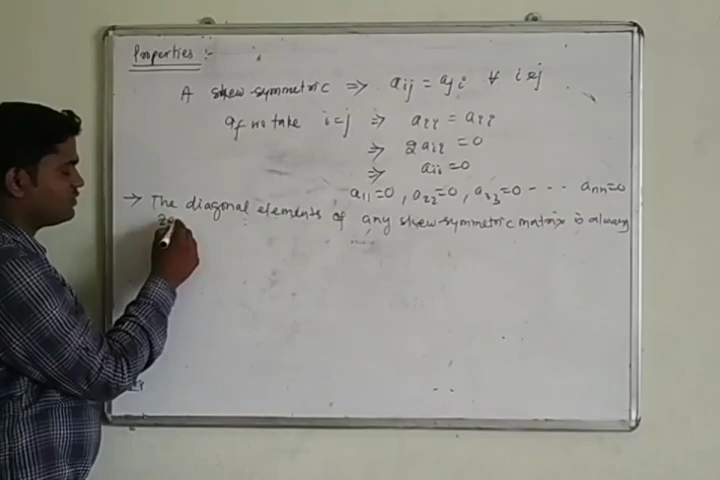 Properties :-
A skew-symmetric ⇒ aij = aji ∀ i & j
If we take i=j ⇒ aii = aii
⇒ 2aii = 0
⇒ aii = 0
a11=0, a22=0, a33=0 - - - ann=0
→ The diagonal elements of any skew-symmetric matrix is always
ze